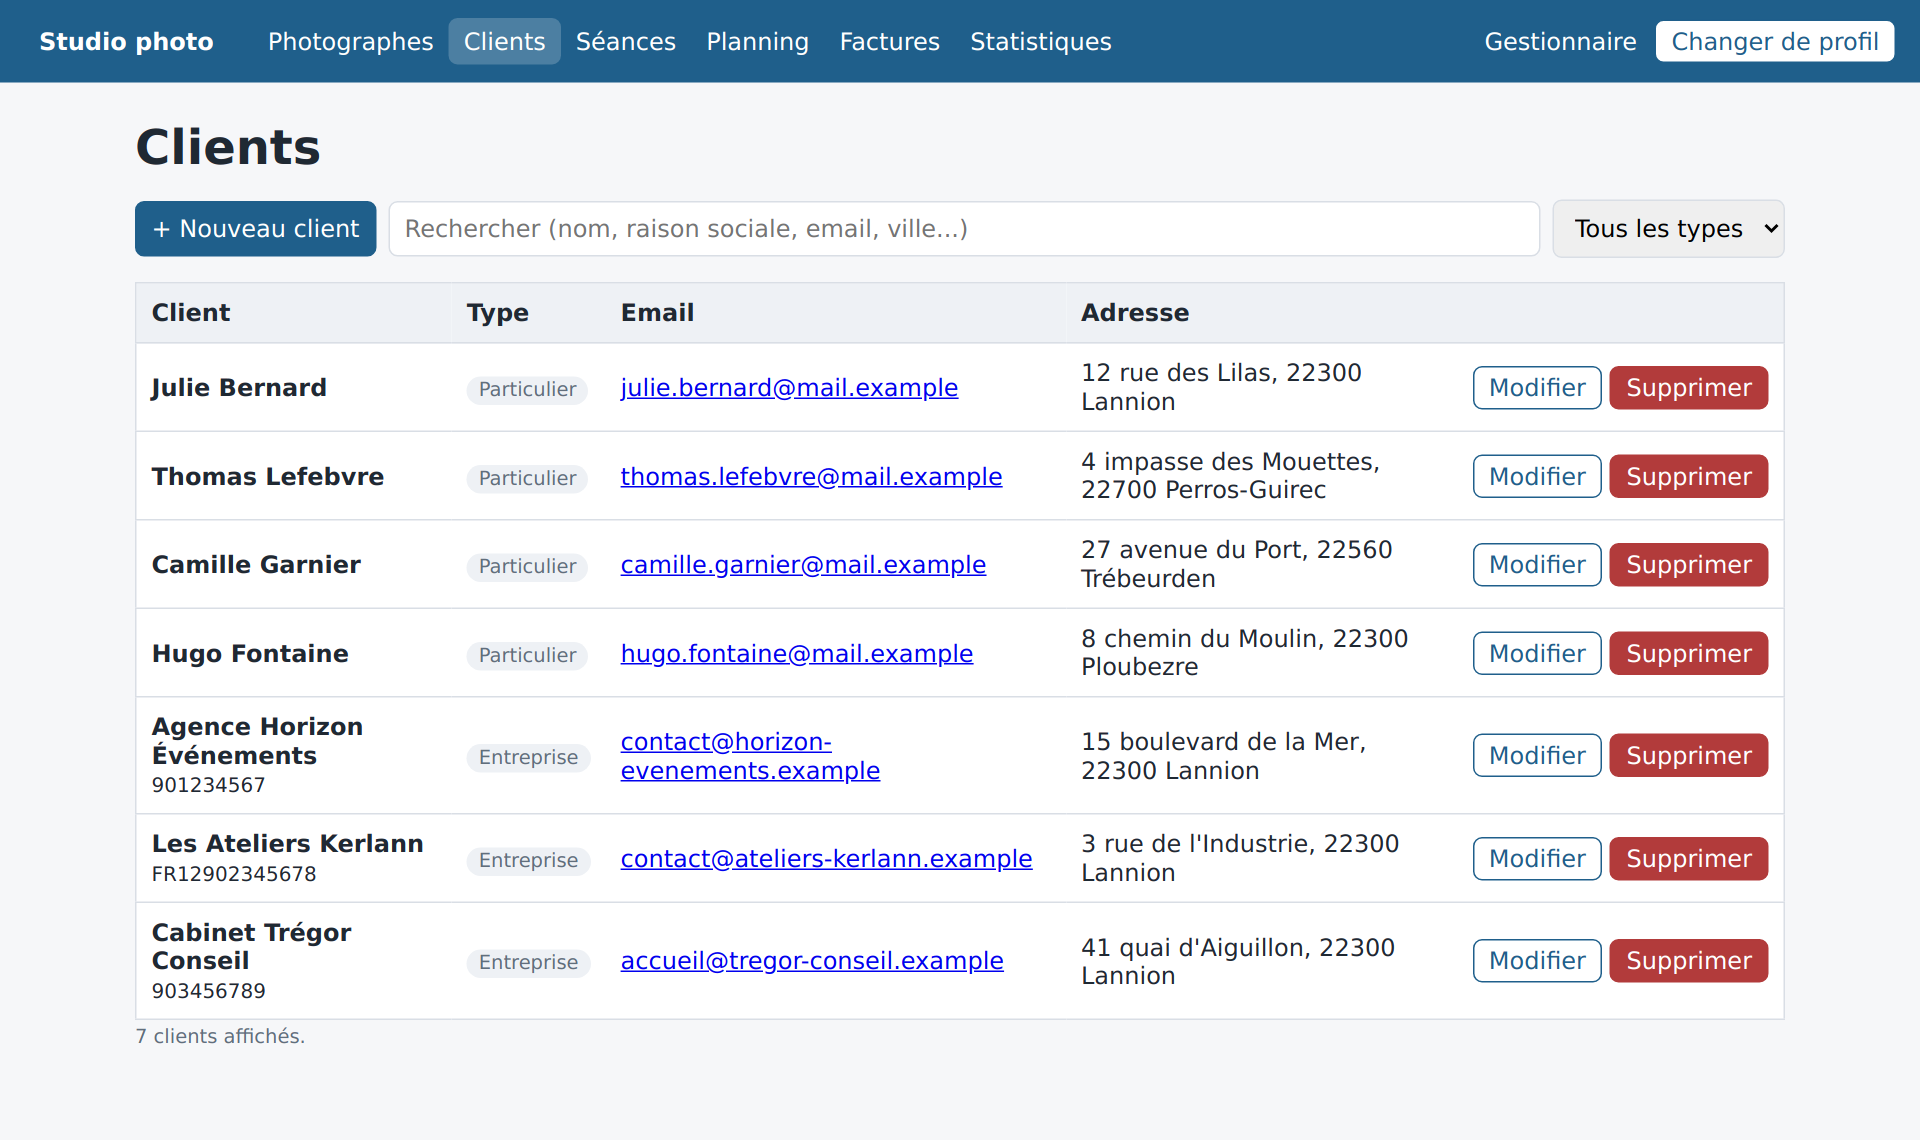 Studio photo Photographes Clients Séances Planning Factures Statistiques Gestionnaire Changer de profil
Clients
+ Nouveau client Rechercher (nom, raison sociale, email, ville...) Tous les types
Client Type Email Adresse
Julie Bernard Particulier julie.bernard@mail.example 12 rue des Lilas, 22300
Lannion Modifier Supprimer
Thomas Lefebvre Particulier thomas.lefebvre@mail.example 4 impasse des Mouettes,
22700 Perros-Guirec Modifier Supprimer
Camille Garnier Particulier camille.garnier@mail.example 27 avenue du Port, 22560
Trébeurden Modifier Supprimer
Hugo Fontaine Particulier hugo.fontaine@mail.example 8 chemin du Moulin, 22300
Ploubezre Modifier Supprimer
Agence Horizon
Événements
901234567 Entreprise contact@horizon-
evenements.example 15 boulevard de la Mer,
22300 Lannion Modifier Supprimer
Les Ateliers Kerlann
FR12902345678 Entreprise contact@ateliers-kerlann.example 3 rue de l'Industrie, 22300
Lannion Modifier Supprimer
Cabinet Trégor
Conseil
903456789 Entreprise accueil@tregor-conseil.example 41 quai d'Aiguillon, 22300
Lannion Modifier Supprimer
7 clients affichés.